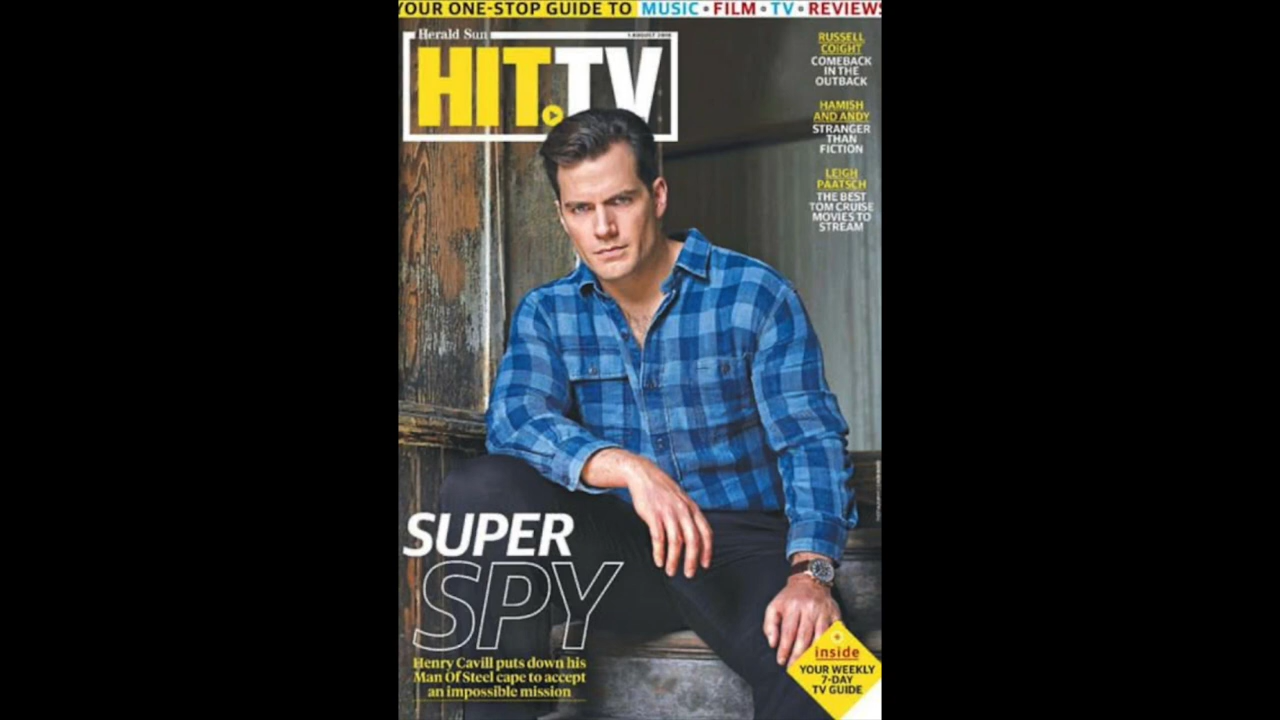 YOUR ONE-STOP GUIDE TO MUSIC • FILM • TV • REVIEWS
Herald Sun
HIT.TV
RUSSELL
COIGHT
COMEBACK
IN THE
OUTBACK
HAMISH
AND ANDY
STRANGER
THAN
FICTION
LEIGH
PAATSCH
THE BEST
TOM CRUISE
MOVIES TO
STREAM
SUPER
SPY
Henry Cavill puts down his
Man Of Steel cape to accept
an impossible mission
inside
YOUR WEEKLY
7-DAY
TV GUIDE